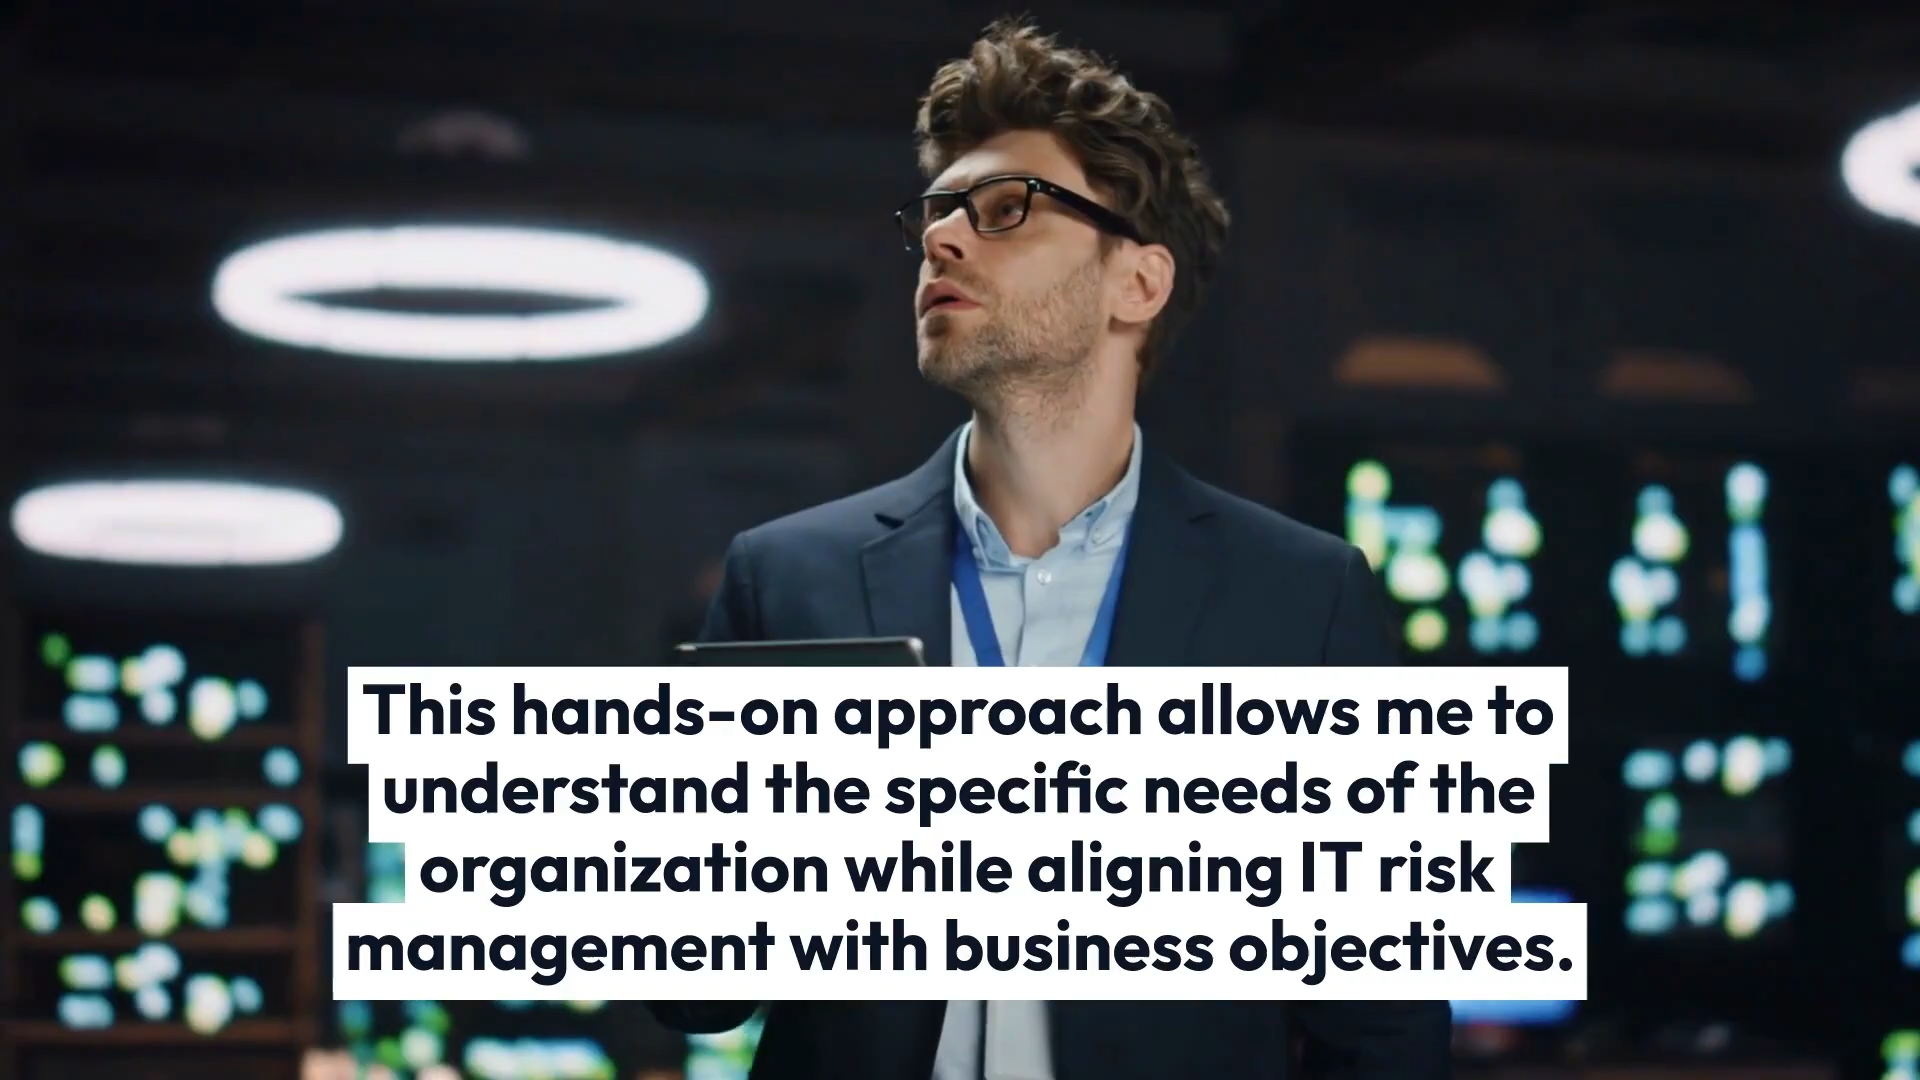 This hands-on approach allows me to
understand the specific needs of the
organization while aligning IT risk
management with business objectives.